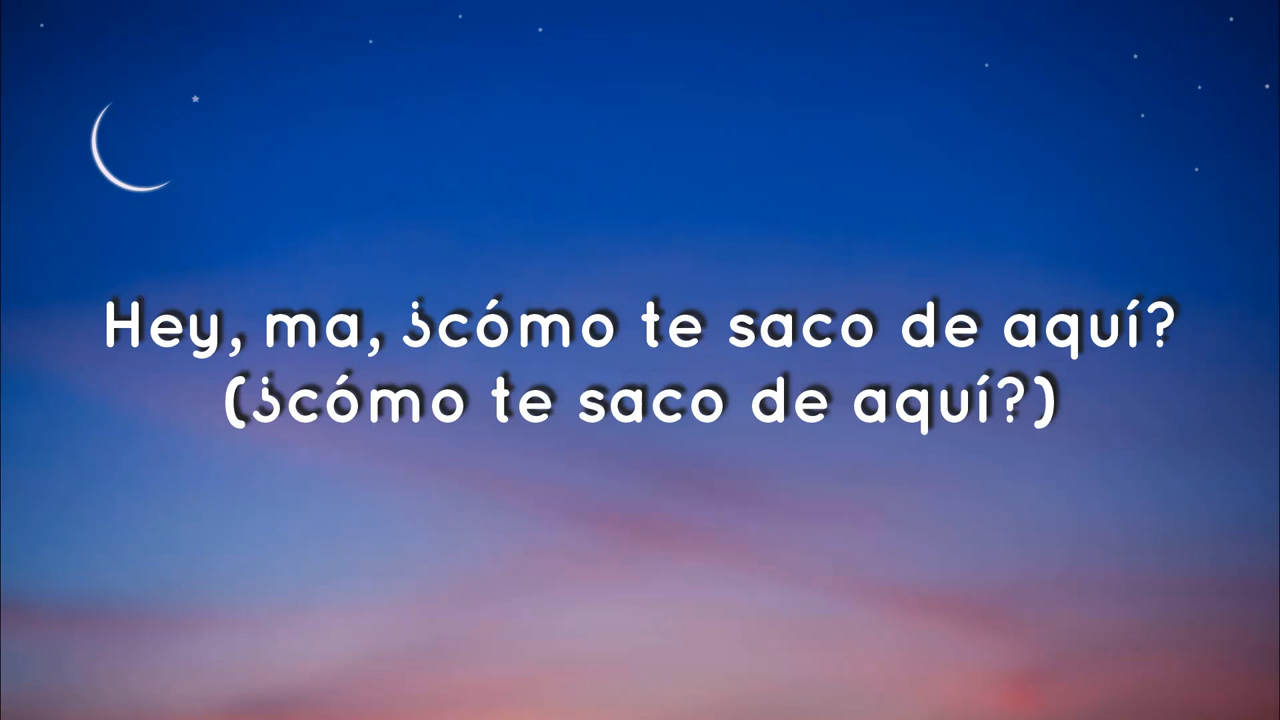 Hey, ma, ¿cómo te saco de aquí?
(¿cómo te saco de aquí?)